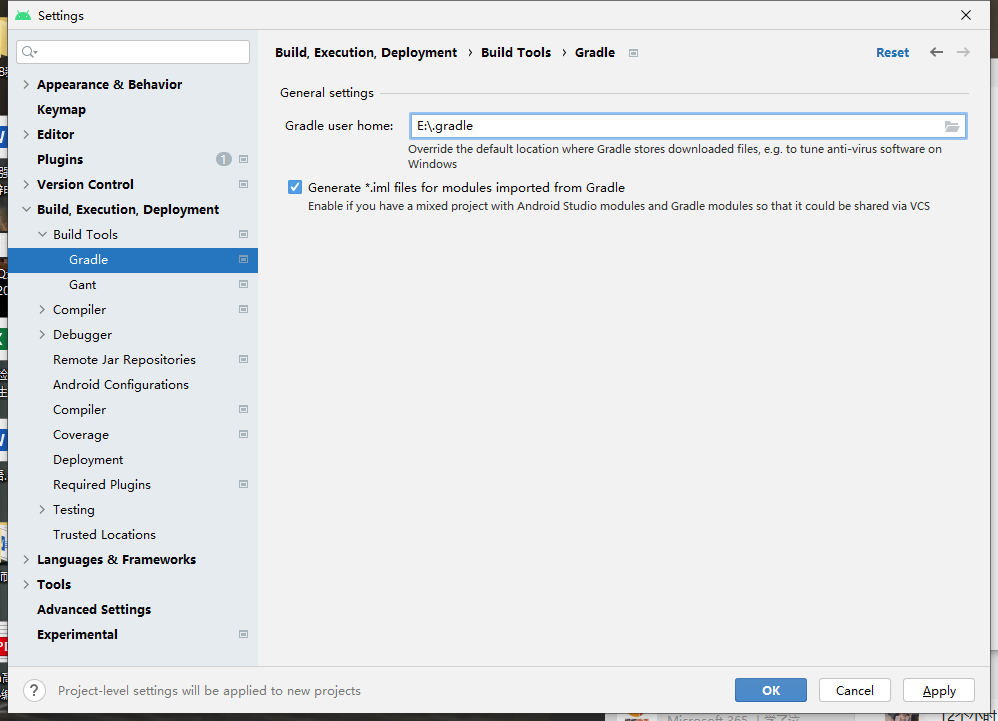 Settings
Build, Execution, Deployment › Build Tools › Gradle
Reset
Appearance & Behavior
Keymap
Editor
Plugins 1
Version Control
Build, Execution, Deployment
Build Tools
Gradle
Gant
Compiler
Debugger
Remote Jar Repositories
Android Configurations
Compiler
Coverage
Deployment
Required Plugins
Testing
Trusted Locations
Languages & Frameworks
Tools
Advanced Settings
Experimental
General settings
Gradle user home: E:\.gradle
Override the default location where Gradle stores downloaded files, e.g. to tune anti-virus software on
Windows
Generate *.iml files for modules imported from Gradle
Enable if you have a mixed project with Android Studio modules and Gradle modules so that it could be shared via VCS
? Project-level settings will be applied to new projects
OK
Cancel
Apply
Microsoft 365